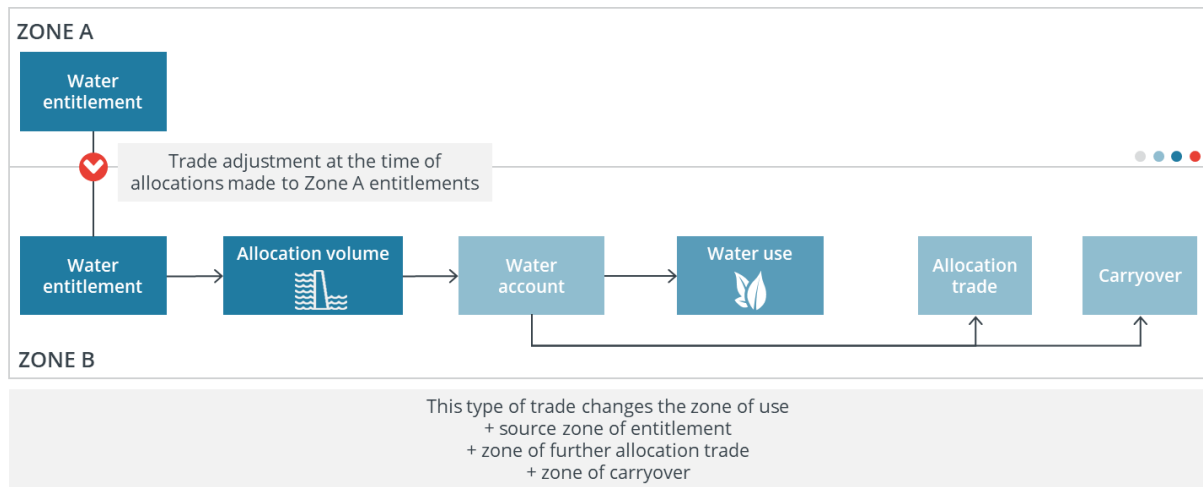 ZONE A
Water
entitlement
Trade adjustment at the time of
allocations made to Zone A entitlements
Water
entitlement
Allocation volume
Water
account
Water use
Allocation
trade
Carryover
ZONE B
This type of trade changes the zone of use
+ source zone of entitlement
+ zone of further allocation trade
+ zone of carryover